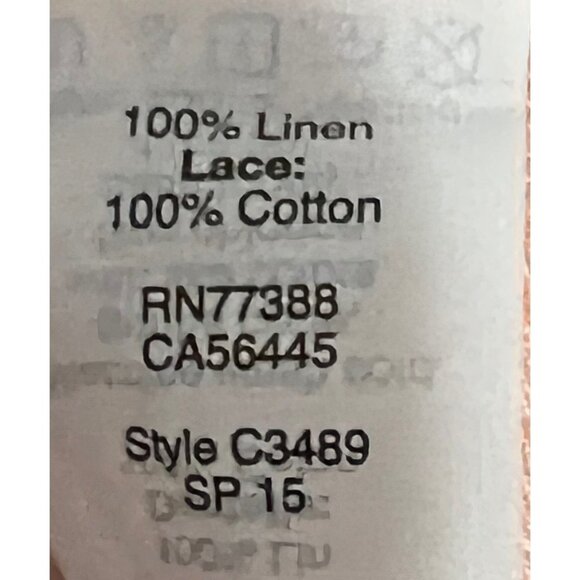 100% Linen
Lace:
100% Cotton
RN77388
CA56445
Style C3489
SP 15